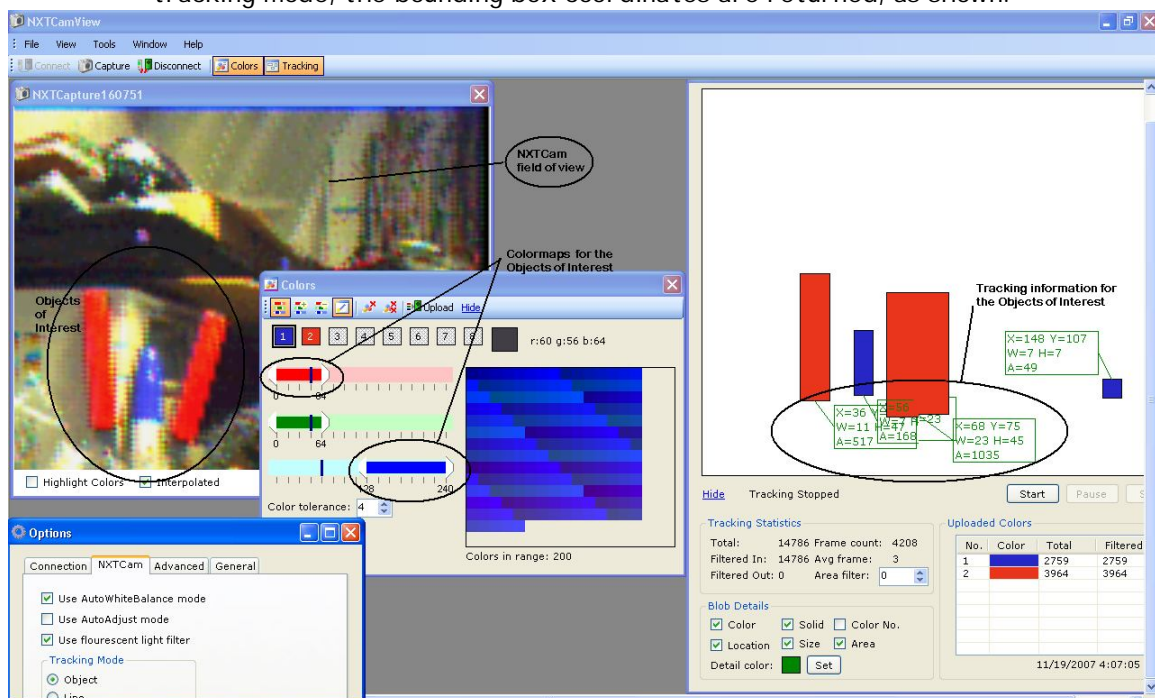 tracking mode, the bounding box coordinates are returned, as shown.
NXTCamView
File View Tools Window Help
Connect Capture Disconnect Colors Tracking
NXTCapture160751
NXTCam
field of view
Colormaps for the
Objects of Interest
Objects
of
Interest
Highlight Colors Interpolated
Colors
Upload Hide
1 2 3 4 5 6 7 8 r:60 g:56 b:64
0 64
0 64
128 240
Color tolerance: 4
Colors in range: 200
Options
Connection NXTCam Advanced General
Use AutoWhiteBalance mode
Use AutoAdjust mode
Use flourescent light filter
Tracking Mode
Object
Line
Tracking information for
the Objects of Interest
X=148 Y=107
W=7 H=7
A=49
X=36
W=11 H=47
A=517
X=56
H=23
A=168
X=68 Y=75
W=23 H=45
A=1035
Hide Tracking Stopped Start Pause S
Tracking Statistics
Total: 14786 Frame count: 4208
Filtered In: 14786 Avg frame: 3
Filtered Out: 0 Area filter: 0
Blob Details
Color Solid Color No.
Location Size Area
Detail color: Set
Uploaded Colors
No. Color Total Filtered
1 2759 2759
2 3964 3964
11/19/2007 4:07:05